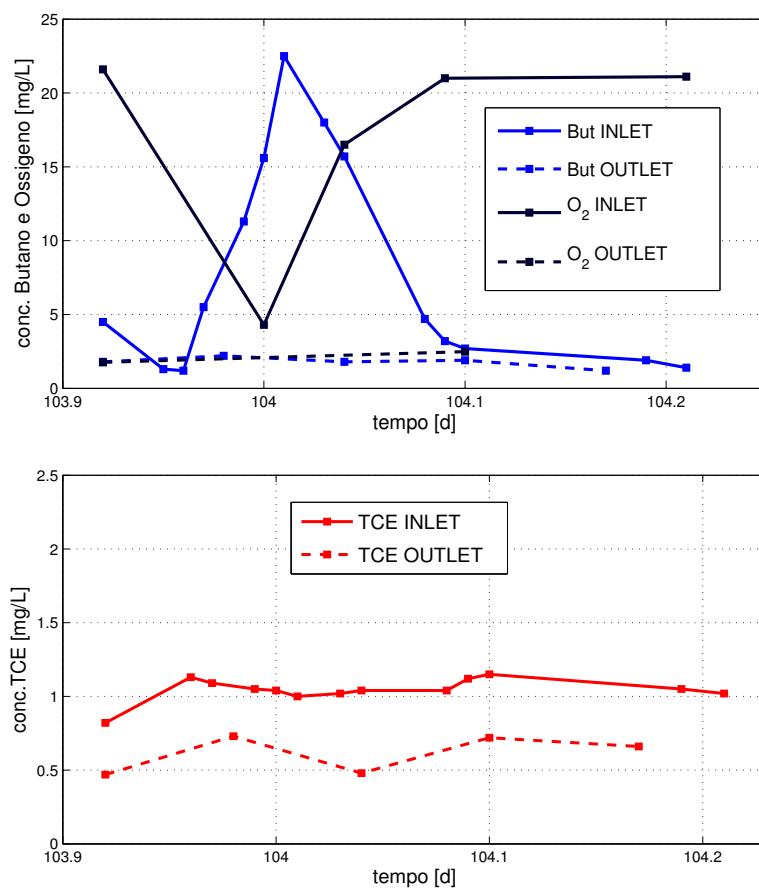 25
20
15
10
5
0
conc. Butano e Ossigeno [mg/L]
But INLET
But OUTLET
O₂ INLET
O₂ OUTLET
103.9 104 104.1 104.2
tempo [d]
2.5
2
1.5
1
0.5
0
conc.TCE [mg/L]
TCE INLET
TCE OUTLET
103.9 104 104.1 104.2
tempo [d]